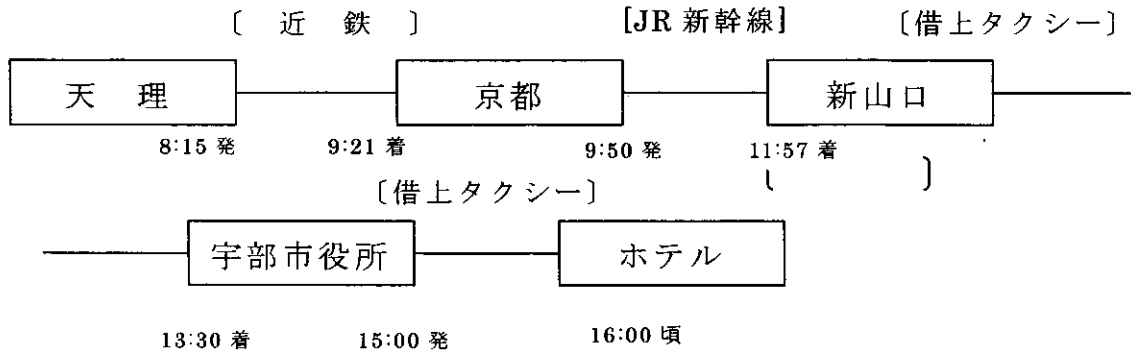 〔 近 鉄 〕 [JR 新幹線] 〔借上タクシー〕
天 理 京都 新山口
8:15 発 9:21 着 9:50 発 11:57 着
〔 〕
〔借上タクシー〕
宇部市役所 ホテル
13:30 着 15:00 発 16:00 頃